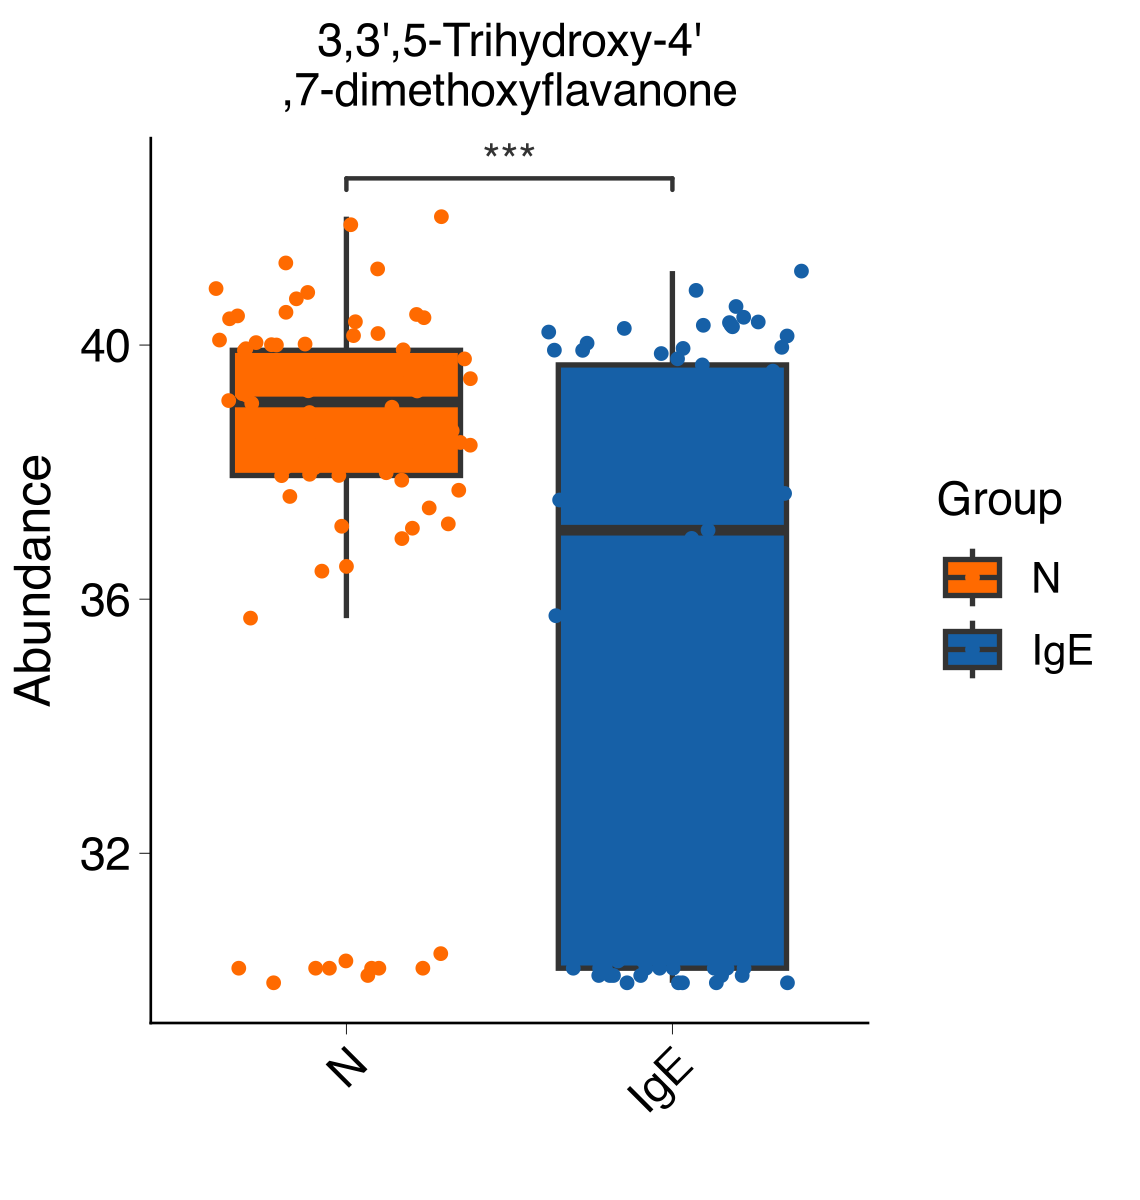 3,3',5-Trihydroxy-4'
,7-dimethoxyflavanone
***
Abundance
40
36
32
N
IgE
Group
N
IgE